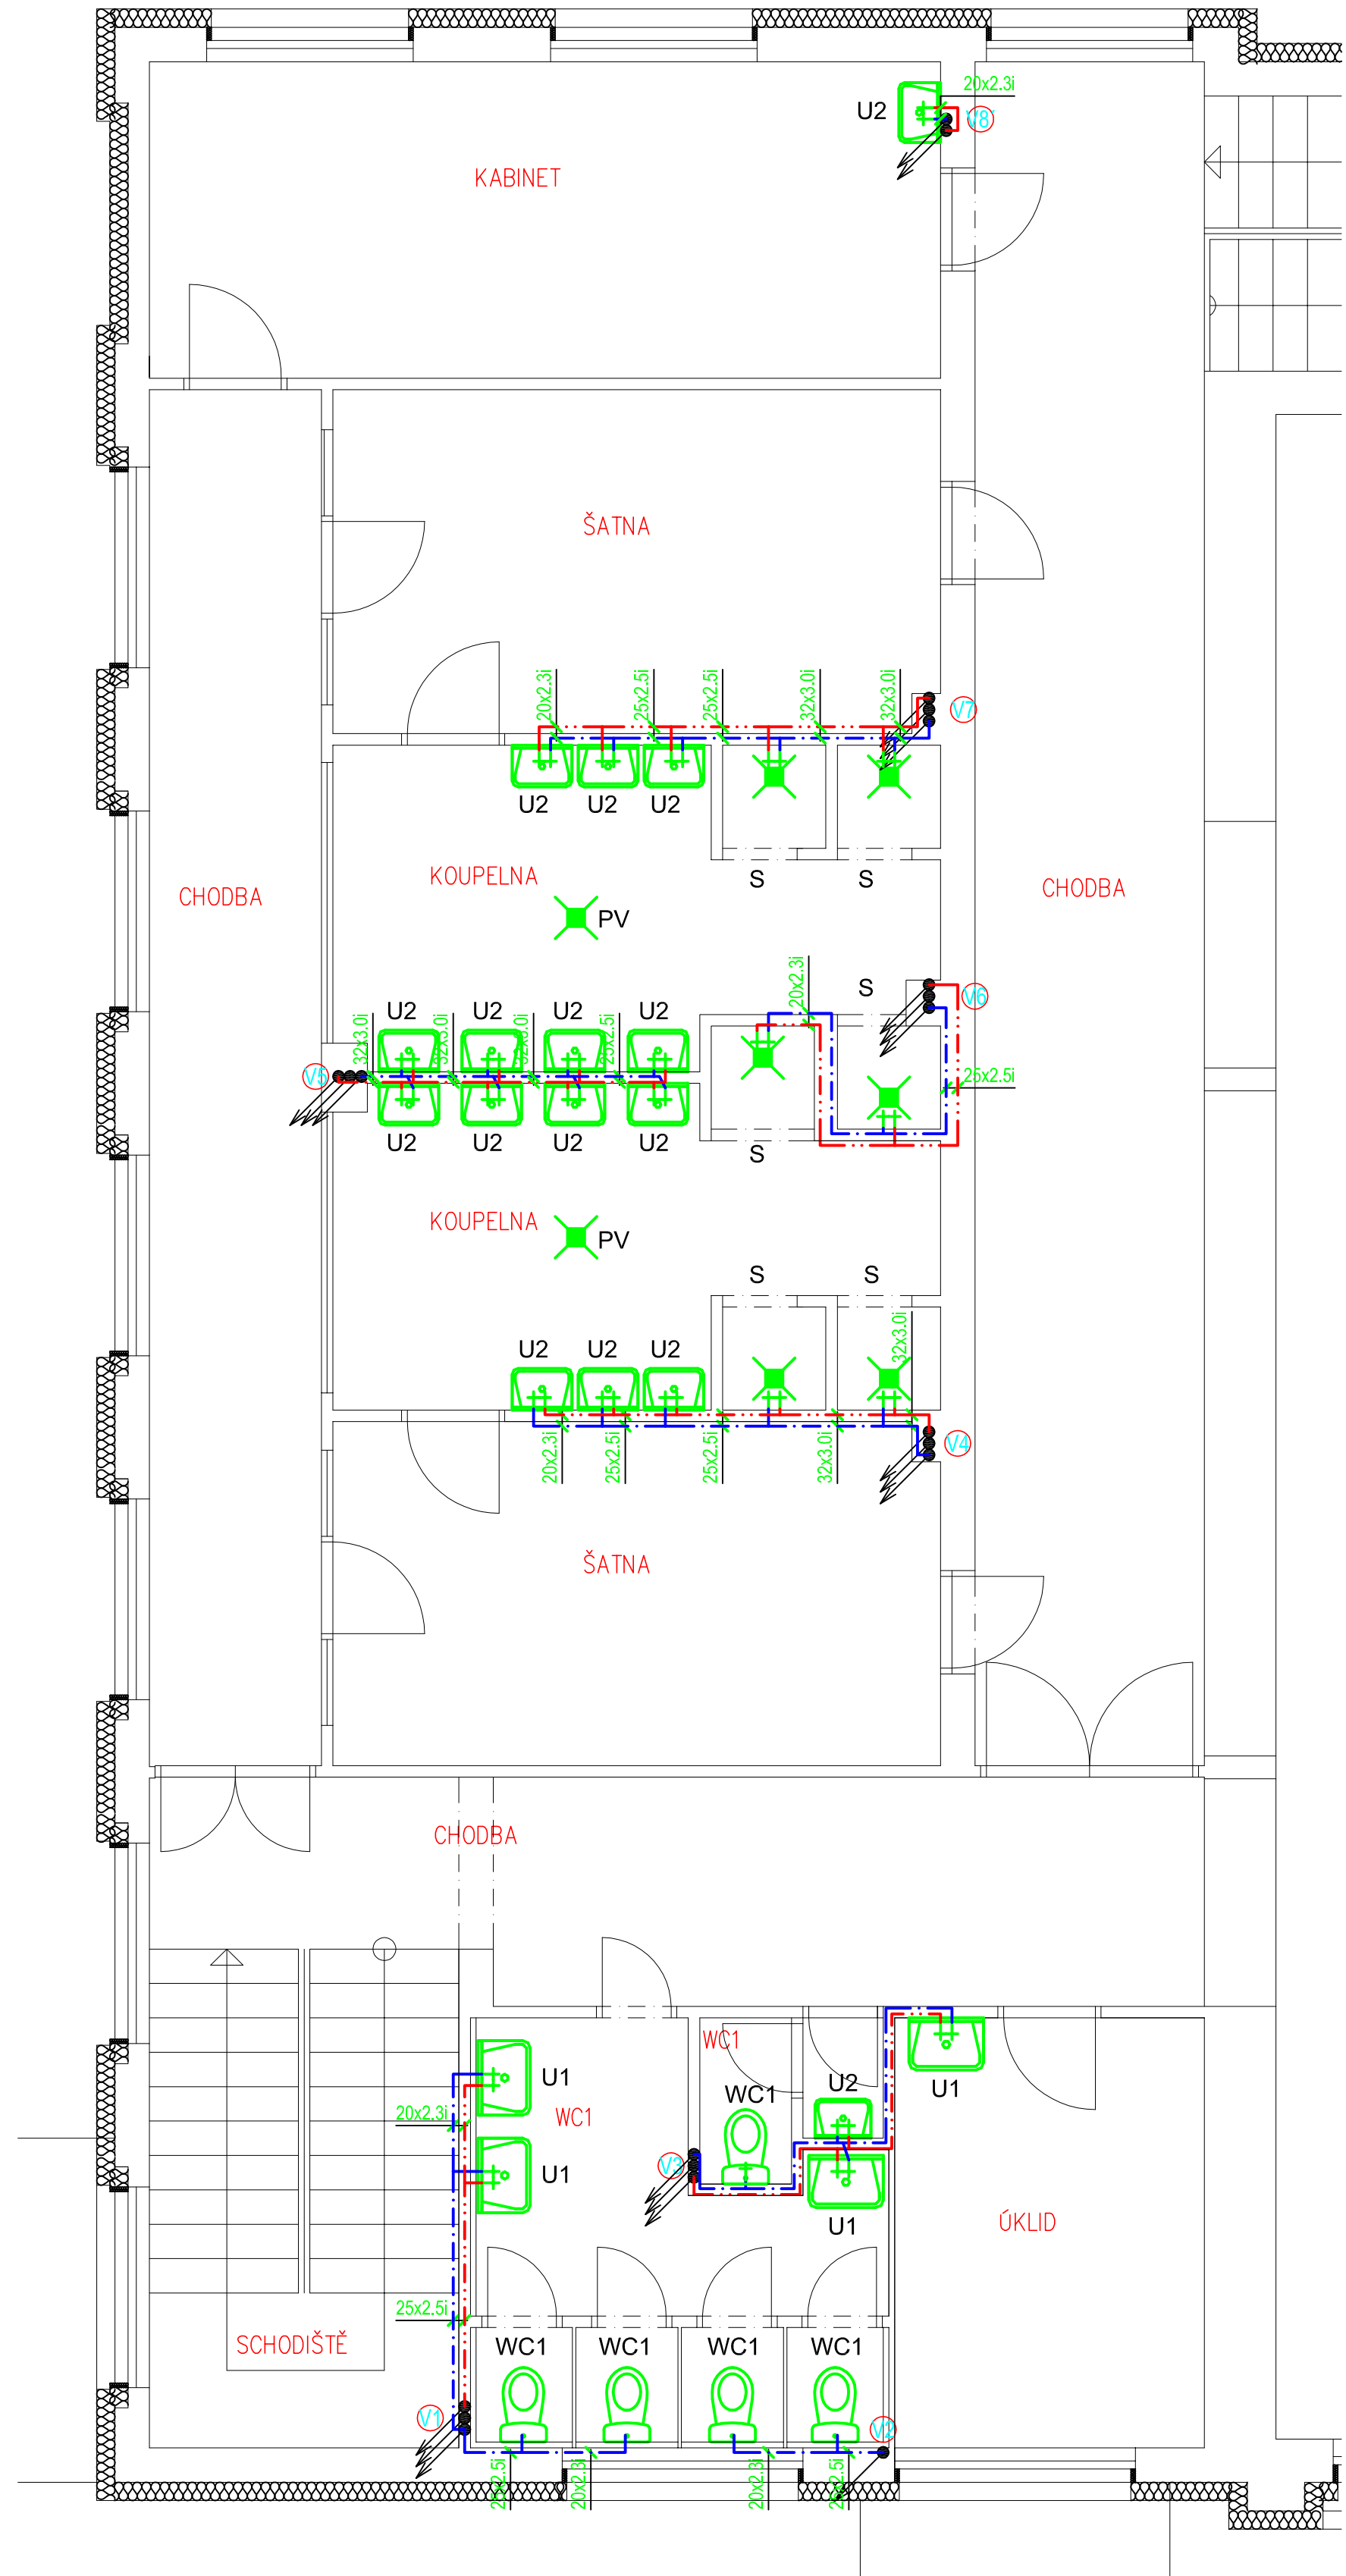 20x2.3i
U2
V8
KABINET
ŠATNA
20x2.3i
25x2.5i
25x2.5i
32x3.0i
32x3.0i
V7
U2
U2
U2
KOUPELNA
S
S
CHODBA
CHODBA
PV
20x2.3i
S
V6
U2
U2
U2
U2
32x3.0i
32x3.0i
32x3.0i
25x2.5i
V5
25x2.5i
U2
U2
U2
U2
S
KOUPELNA
PV
S
S
32x3.0i
U2
U2
U2
V4
20x2.3i
25x2.5i
25x2.5i
32x3.0i
ŠATNA
CHODBA
WC1
U1
WC1
U2
U1
20x2.3i
WC1
V3
U1
U1
ÚKLID
25x2.5i
SCHODIŠTĚ
WC1
WC1
WC1
WC1
V1
V2
25x2.5i
20x2.3i
20x2.3i
25x2.5i